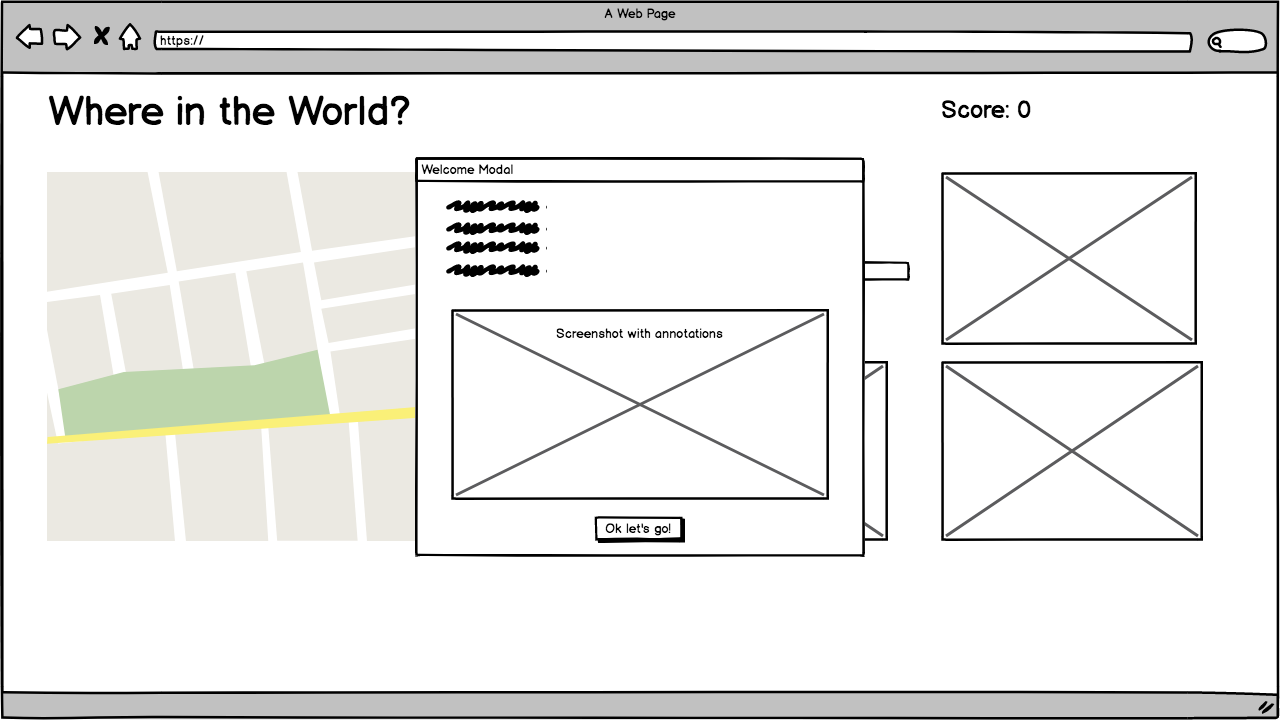 A Web Page
https://
Where in the World?
Score: 0
Welcome Modal
Screenshot with annotations
Ok let's go!